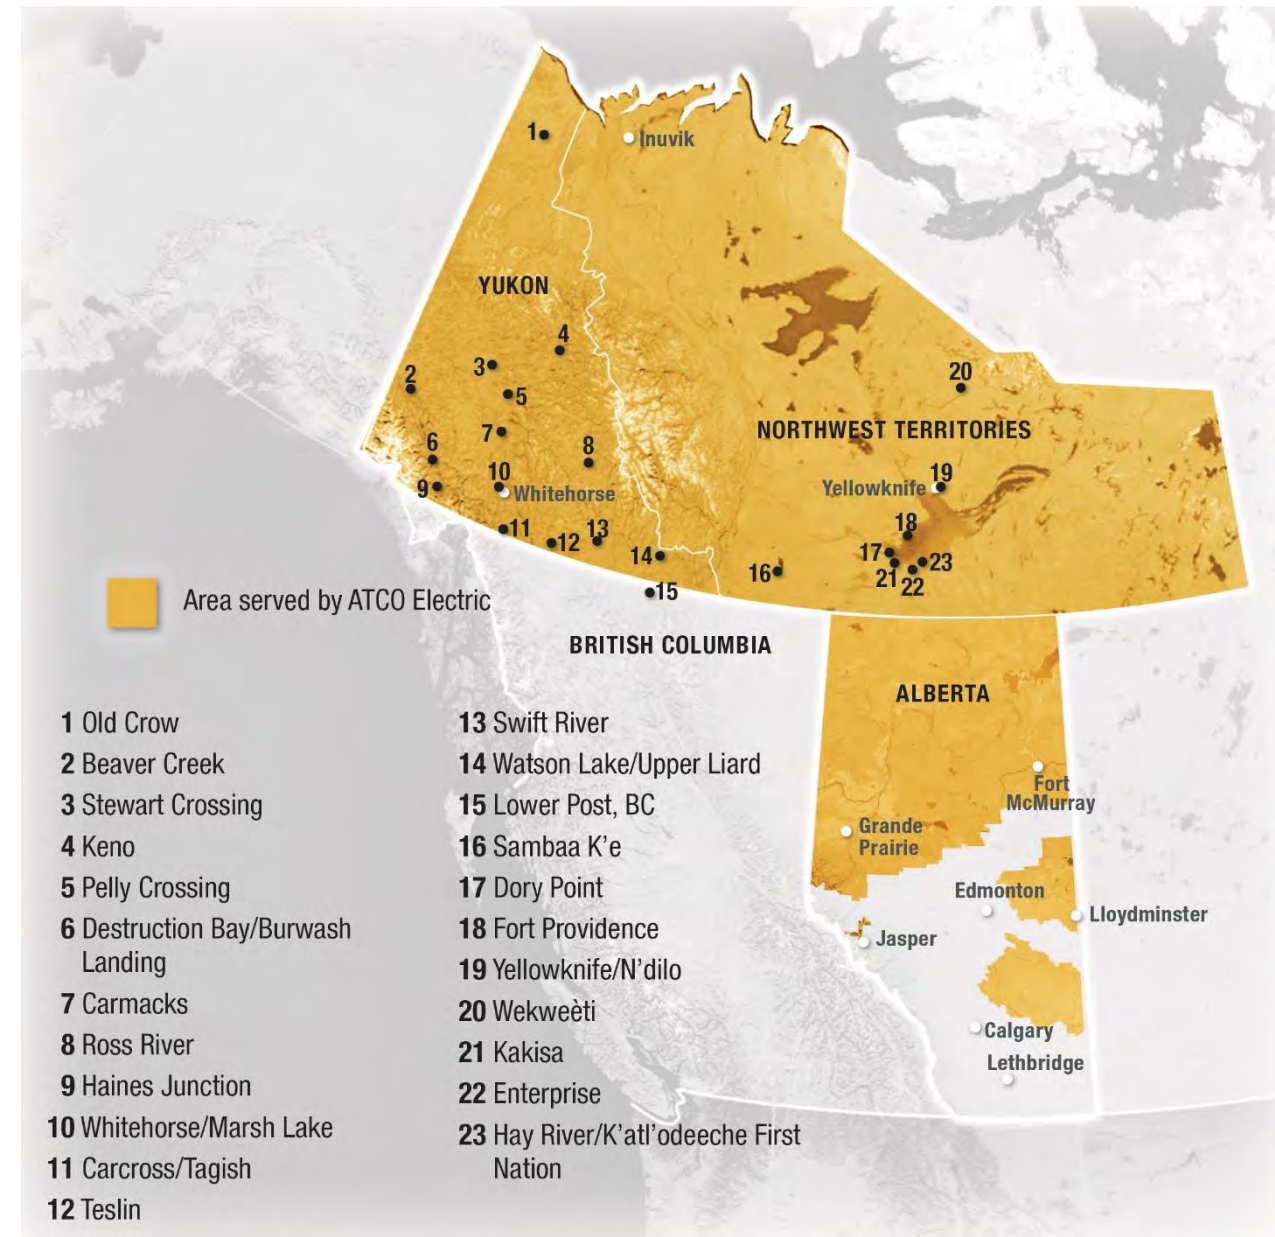 1
Inuvik
YUKON
4
3
2
5
20
7
6
8
NORTHWEST TERRITORIES
9
10
Whitehorse
Yellowknife
19
11
12
13
18
17
14
16
21
22
23
15
Area served by ATCO Electric
BRITISH COLUMBIA
ALBERTA
Fort
McMurray
Grande
Prairie
Edmonton
Lloydminster
Jasper
Calgary
Lethbridge
1 Old Crow
2 Beaver Creek
3 Stewart Crossing
4 Keno
5 Pelly Crossing
6 Destruction Bay/Burwash
Landing
7 Carmacks
8 Ross River
9 Haines Junction
10 Whitehorse/Marsh Lake
11 Carcross/Tagish
12 Teslin
13 Swift River
14 Watson Lake/Upper Liard
15 Lower Post, BC
16 Sambaa K’e
17 Dory Point
18 Fort Providence
19 Yellowknife/N’dilo
20 Wekweèti
21 Kakisa
22 Enterprise
23 Hay River/K’atl’odeeche First
Nation